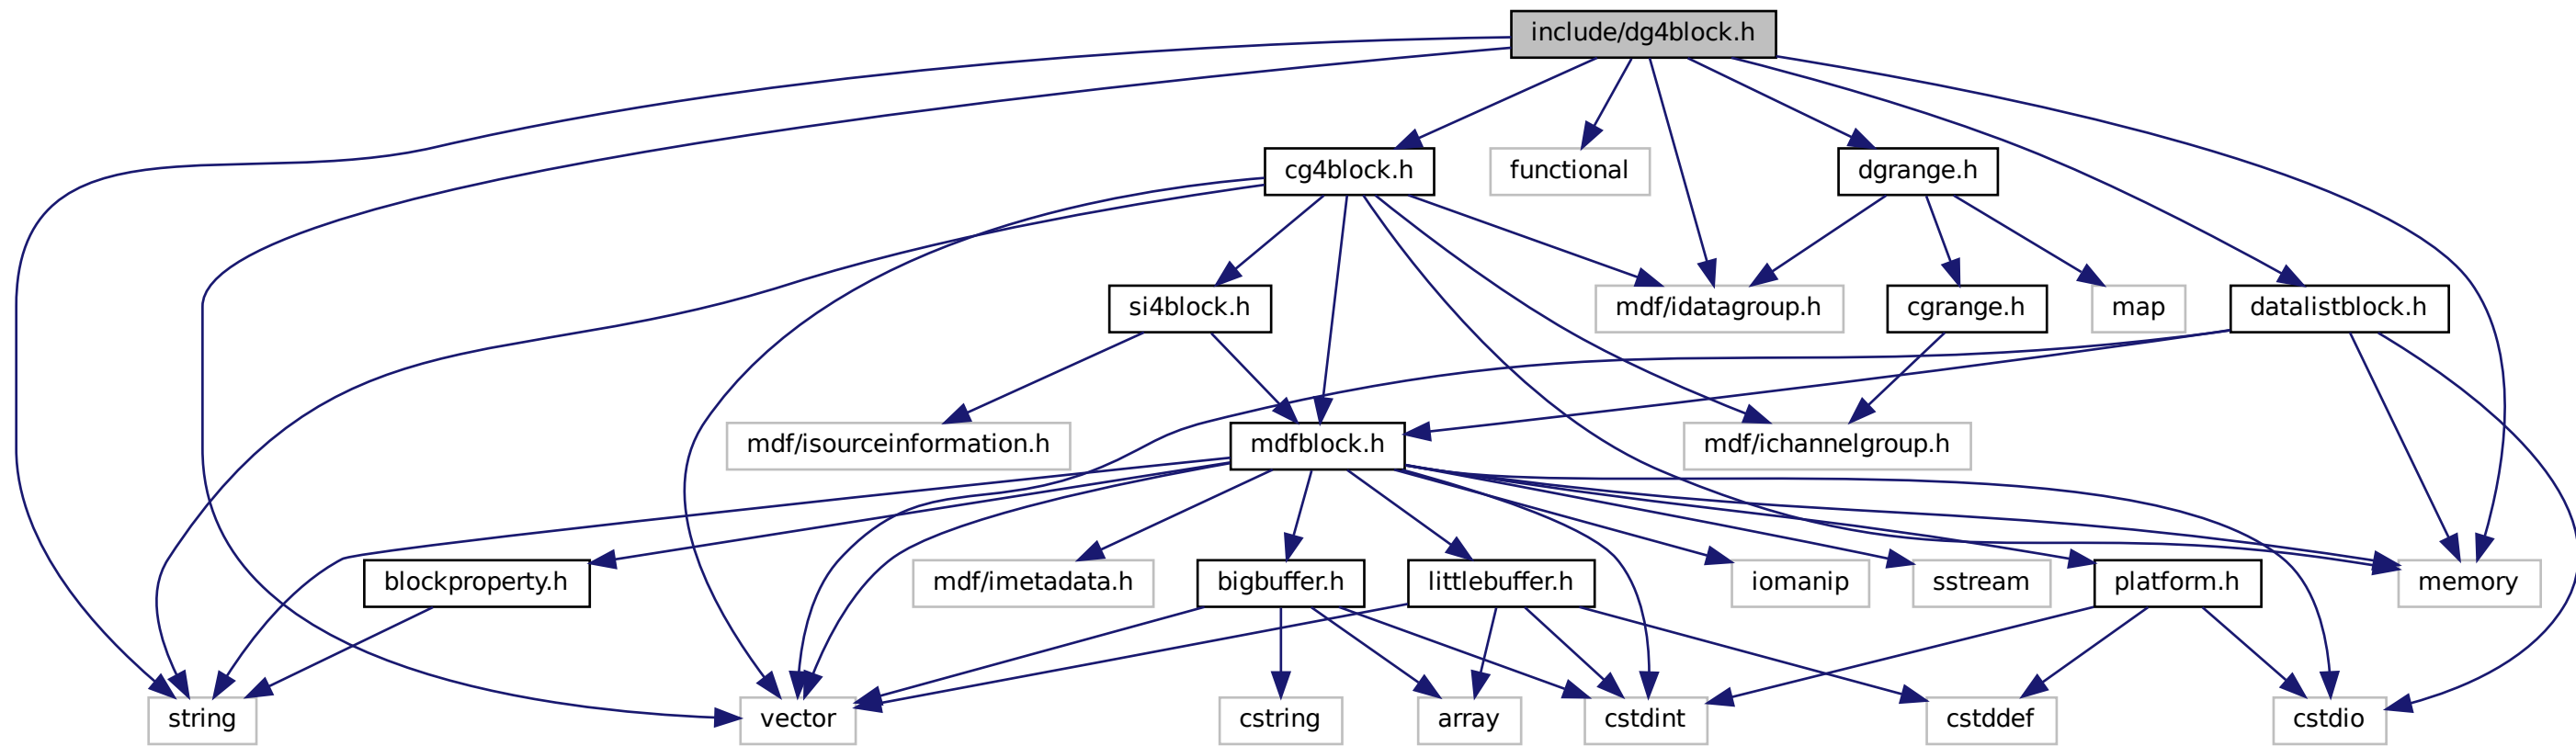 include/dg4block.h
cg4block.h
functional
dgrange.h
si4block.h
mdf/idatagroup.h
cgrange.h
map
datalistblock.h
mdf/isourceinformation.h
mdfblock.h
mdf/ichannelgroup.h
blockproperty.h
mdf/imetadata.h
bigbuffer.h
littlebuffer.h
iomanip
sstream
platform.h
memory
string
vector
cstring
array
cstdint
cstddef
cstdio